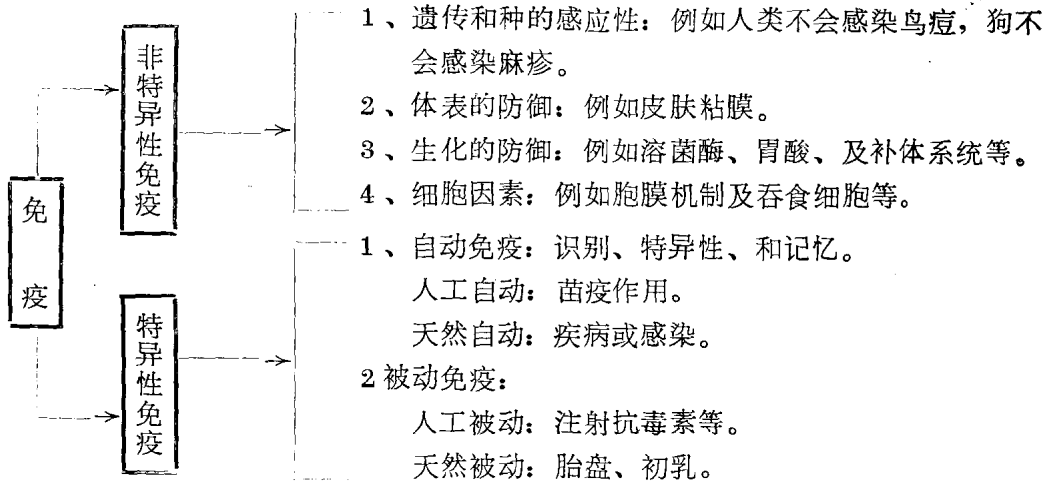 免疫
非特异性免疫
1、遗传和种的感应性：例如人类不会感染鸟痘，狗不
会感染麻疹。
2、体表的防御：例如皮肤粘膜。
3、生化的防御：例如溶菌酶、胃酸、及补体系统等。
4、细胞因素：例如胞膜机制及吞食细胞等。
特异性免疫
1、自动免疫：识别、特异性、和记忆。
人工自动：苗疫作用。
天然自动：疾病或感染。
2被动免疫：
人工被动：注射抗毒素等。
天然被动：胎盘、初乳。